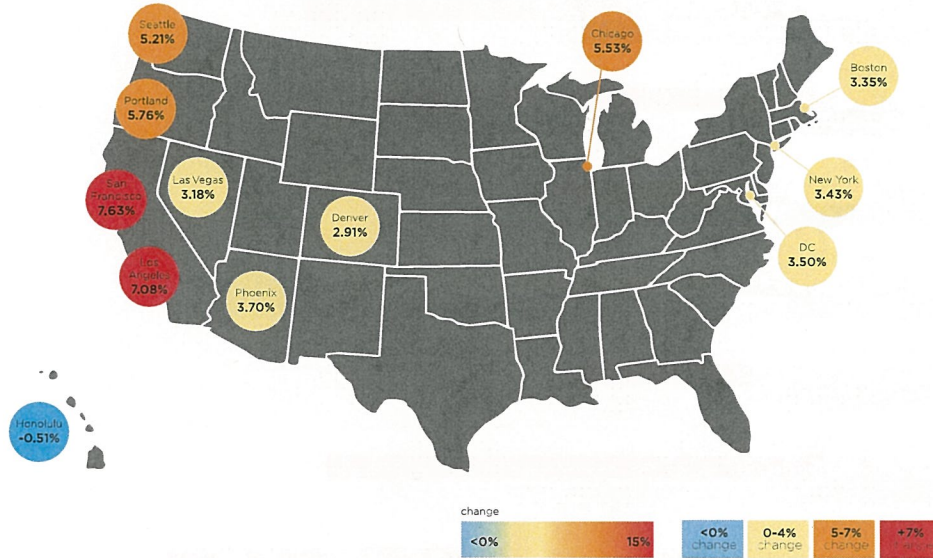 Seattle
5.21%
Portland
5.76%
San
Francisco
7.63%
Los
Angeles
7.08%
Las Vegas
3.18%
Denver
2.91%
Phoenix
3.70%
Honolulu
-0.51%
Chicago
5.53%
Boston
3.35%
New York
3.43%
DC
3.50%
change
<0%
15%
<0%
change
0-4%
change
5-7%
change
+7%
change